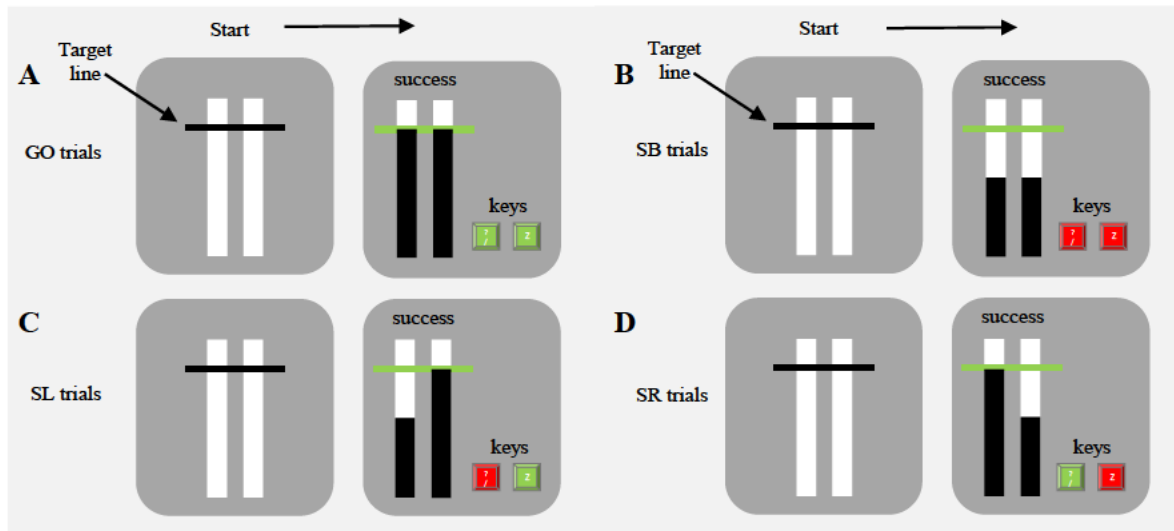 Start
Target
line
A
success
GO trials
keys
?
/
Z
Start
Target
line
B
success
SB trials
keys
?
/
Z
C
success
SL trials
keys
?
/
Z
D
success
SR trials
keys
?
/
Z